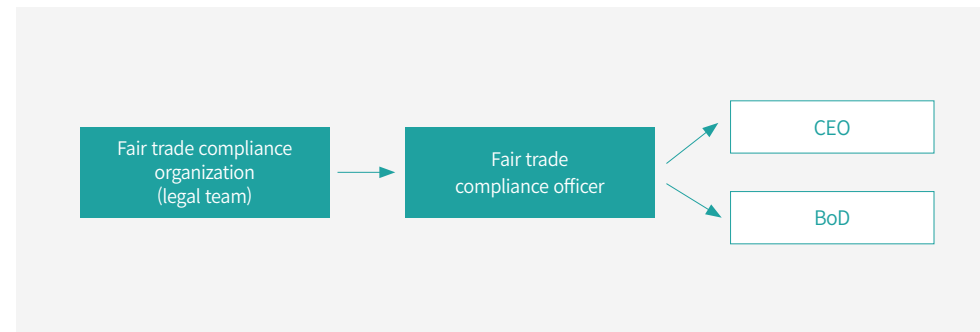 Fair trade compliance
organization
(legal team)
Fair trade
compliance officer
CEO
BoD